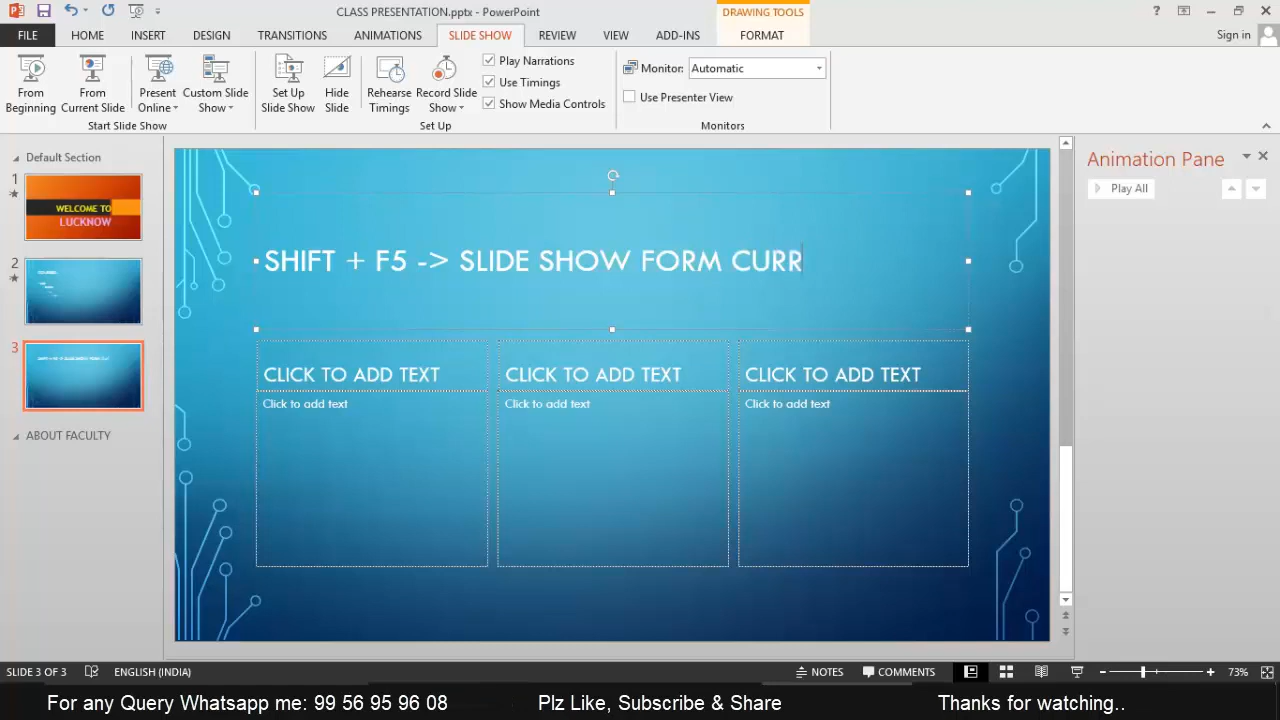 CLASS PRESENTATION.pptx - PowerPoint
DRAWING TOOLS
FILE HOME INSERT DESIGN TRANSITIONS ANIMATIONS SLIDE SHOW REVIEW VIEW ADD-INS FORMAT Sign in
From Beginning
From Current Slide
Present Online
Custom Slide Show
Start Slide Show
Set Up Slide Show
Hide Slide
Rehearse Timings
Record Slide Show
Play Narrations
Use Timings
Show Media Controls
Set Up
Monitor: Automatic
Use Presenter View
Monitors
Default Section
1
WELCOME TO
LUCKNOW
2
3
ABOUT FACULTY
SHIFT + F5 -> SLIDE SHOW FORM CURR
CLICK TO ADD TEXT
Click to add text
CLICK TO ADD TEXT
Click to add text
CLICK TO ADD TEXT
Click to add text
Animation Pane
Play All
SLIDE 3 OF 3 ENGLISH (INDIA) NOTES COMMENTS 73%
For any Query Whatsapp me: 99 56 95 96 08 Plz Like, Subscribe & Share Thanks for watching..